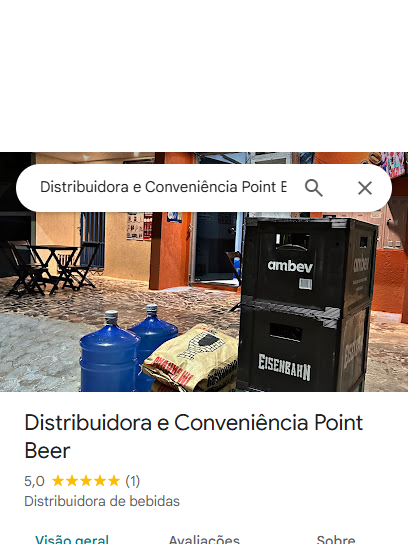 Distribuidora e Conveniência Point B
ambev
ambev
EISENBAHN
Distribuidora e Conveniência Point
Beer
5,0 ★★★★★ (1)
Distribuidora de bebidas
Visão geral Avaliações Sobre